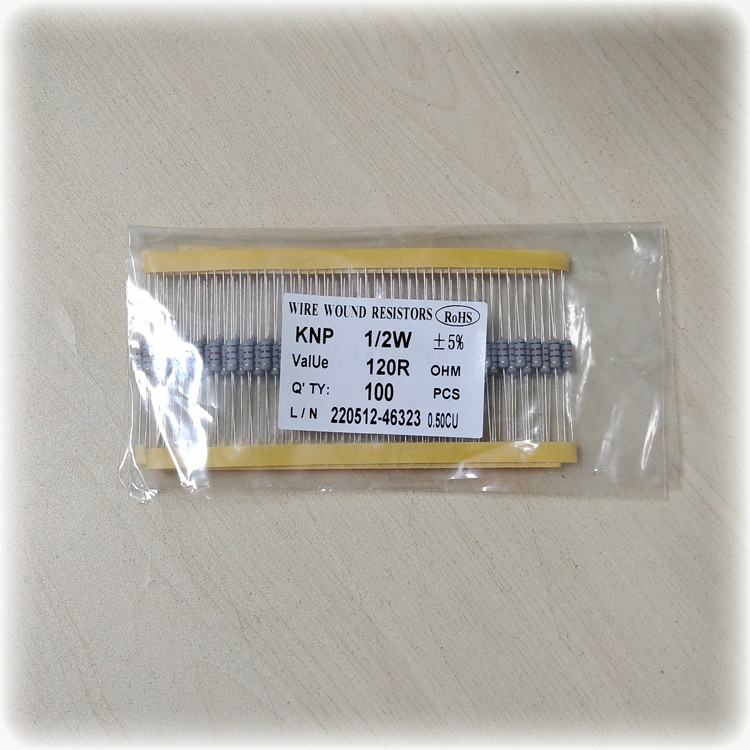 WIRE WOUND RESISTORS RoHS
KNP 1/2W ±5%
ValUe 120R OHM
Q' TY: 100 PCS
L / N 220512-46323 0.50CU